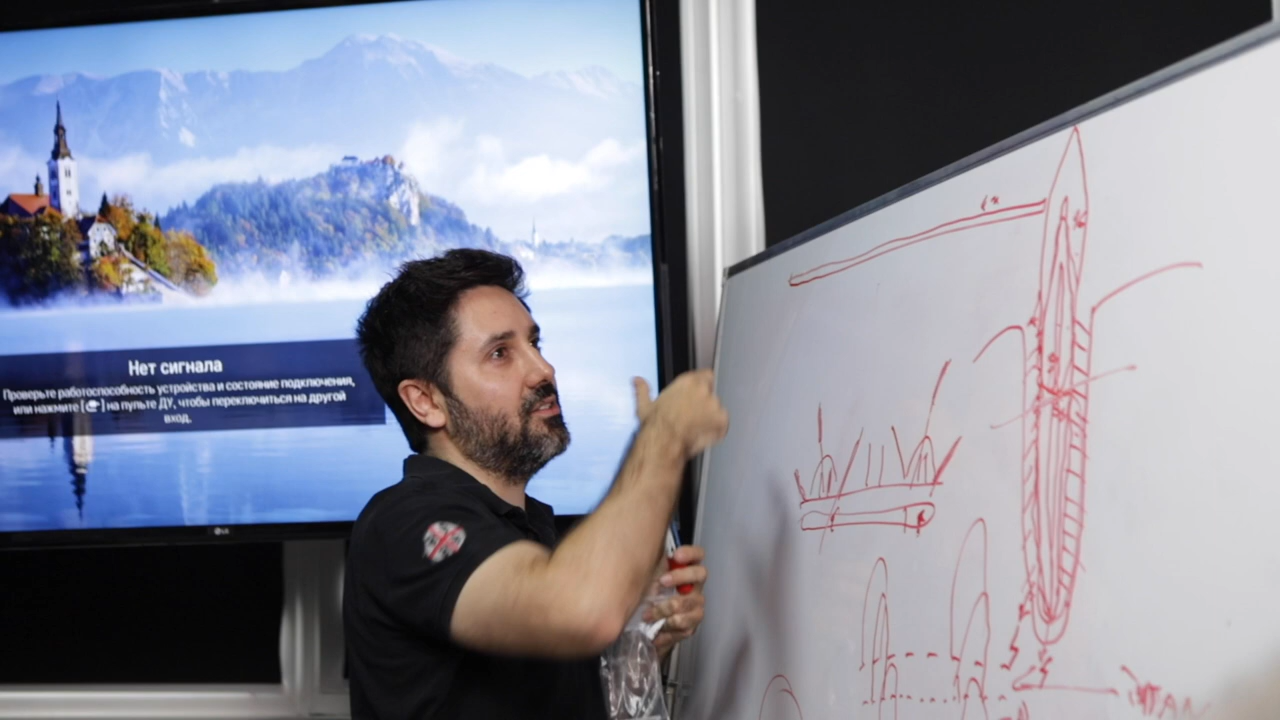 Нет сигнала
Проверьте работоспособность устройства и состояние подключения,
или нажмите [ ] на пульте ДУ, чтобы переключиться на другой
вход.
LG